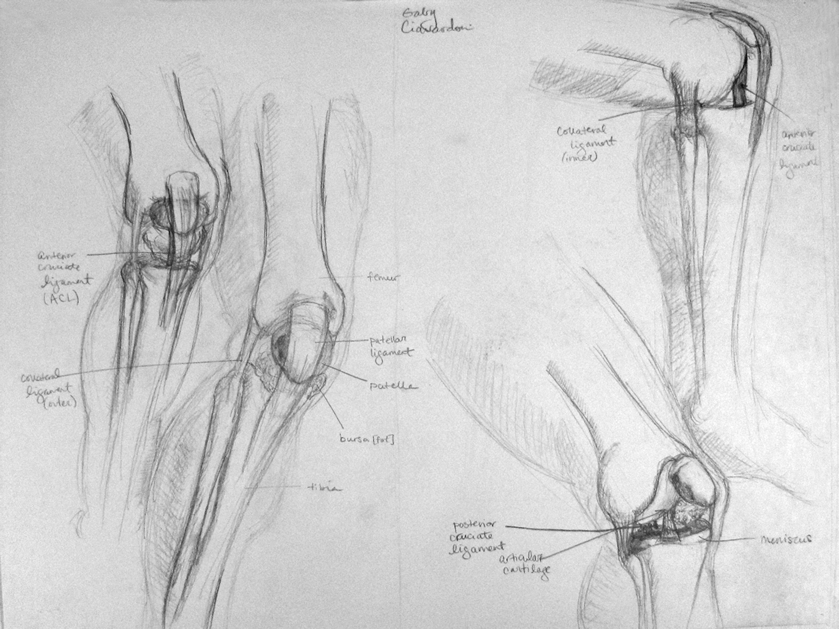 Gaby
anterior
cruciate
ligament
(ACL)
collateral
ligament
(outer)
femur
patellar
ligament
patella
bursa [fat]
tibia
collateral
ligament
(inner)
anterior
cruciate
ligament
posterior
cruciate
ligament
articular
cartilage
meniscus